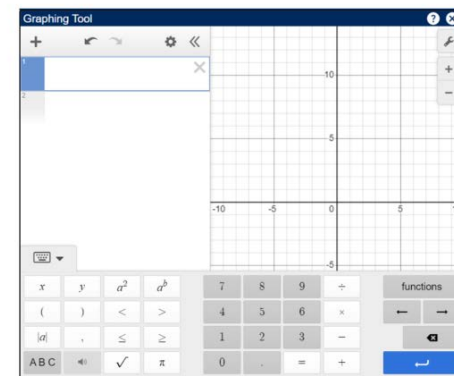 Graphing Tool
?
+
1
2
10
5
-10
-5
0
5
1
-5
+
−
x y a² aᵇ 7 8 9 ÷ functions
( ) < > 4 5 6 × ← →
|a| , ≤ ≥ 1 2 3 −
A B C √ π 0 . = +